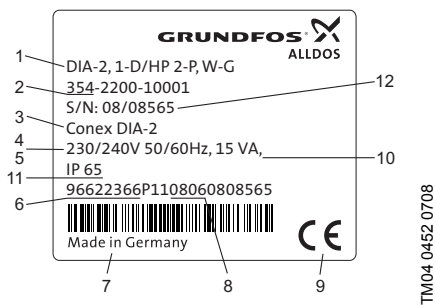 GRUNDFOS
ALLDOS
1
DIA-2, 1-D/HP 2-P, W-G
2
354-2200-10001
S/N: 08/08565
12
3
Conex DIA-2
4
230/240V 50/60Hz, 15 VA,
5
10
IP 65
11
96622366P11080608085​65
6
Made in Germany
CE
7
8
9
TM04 0452 0708